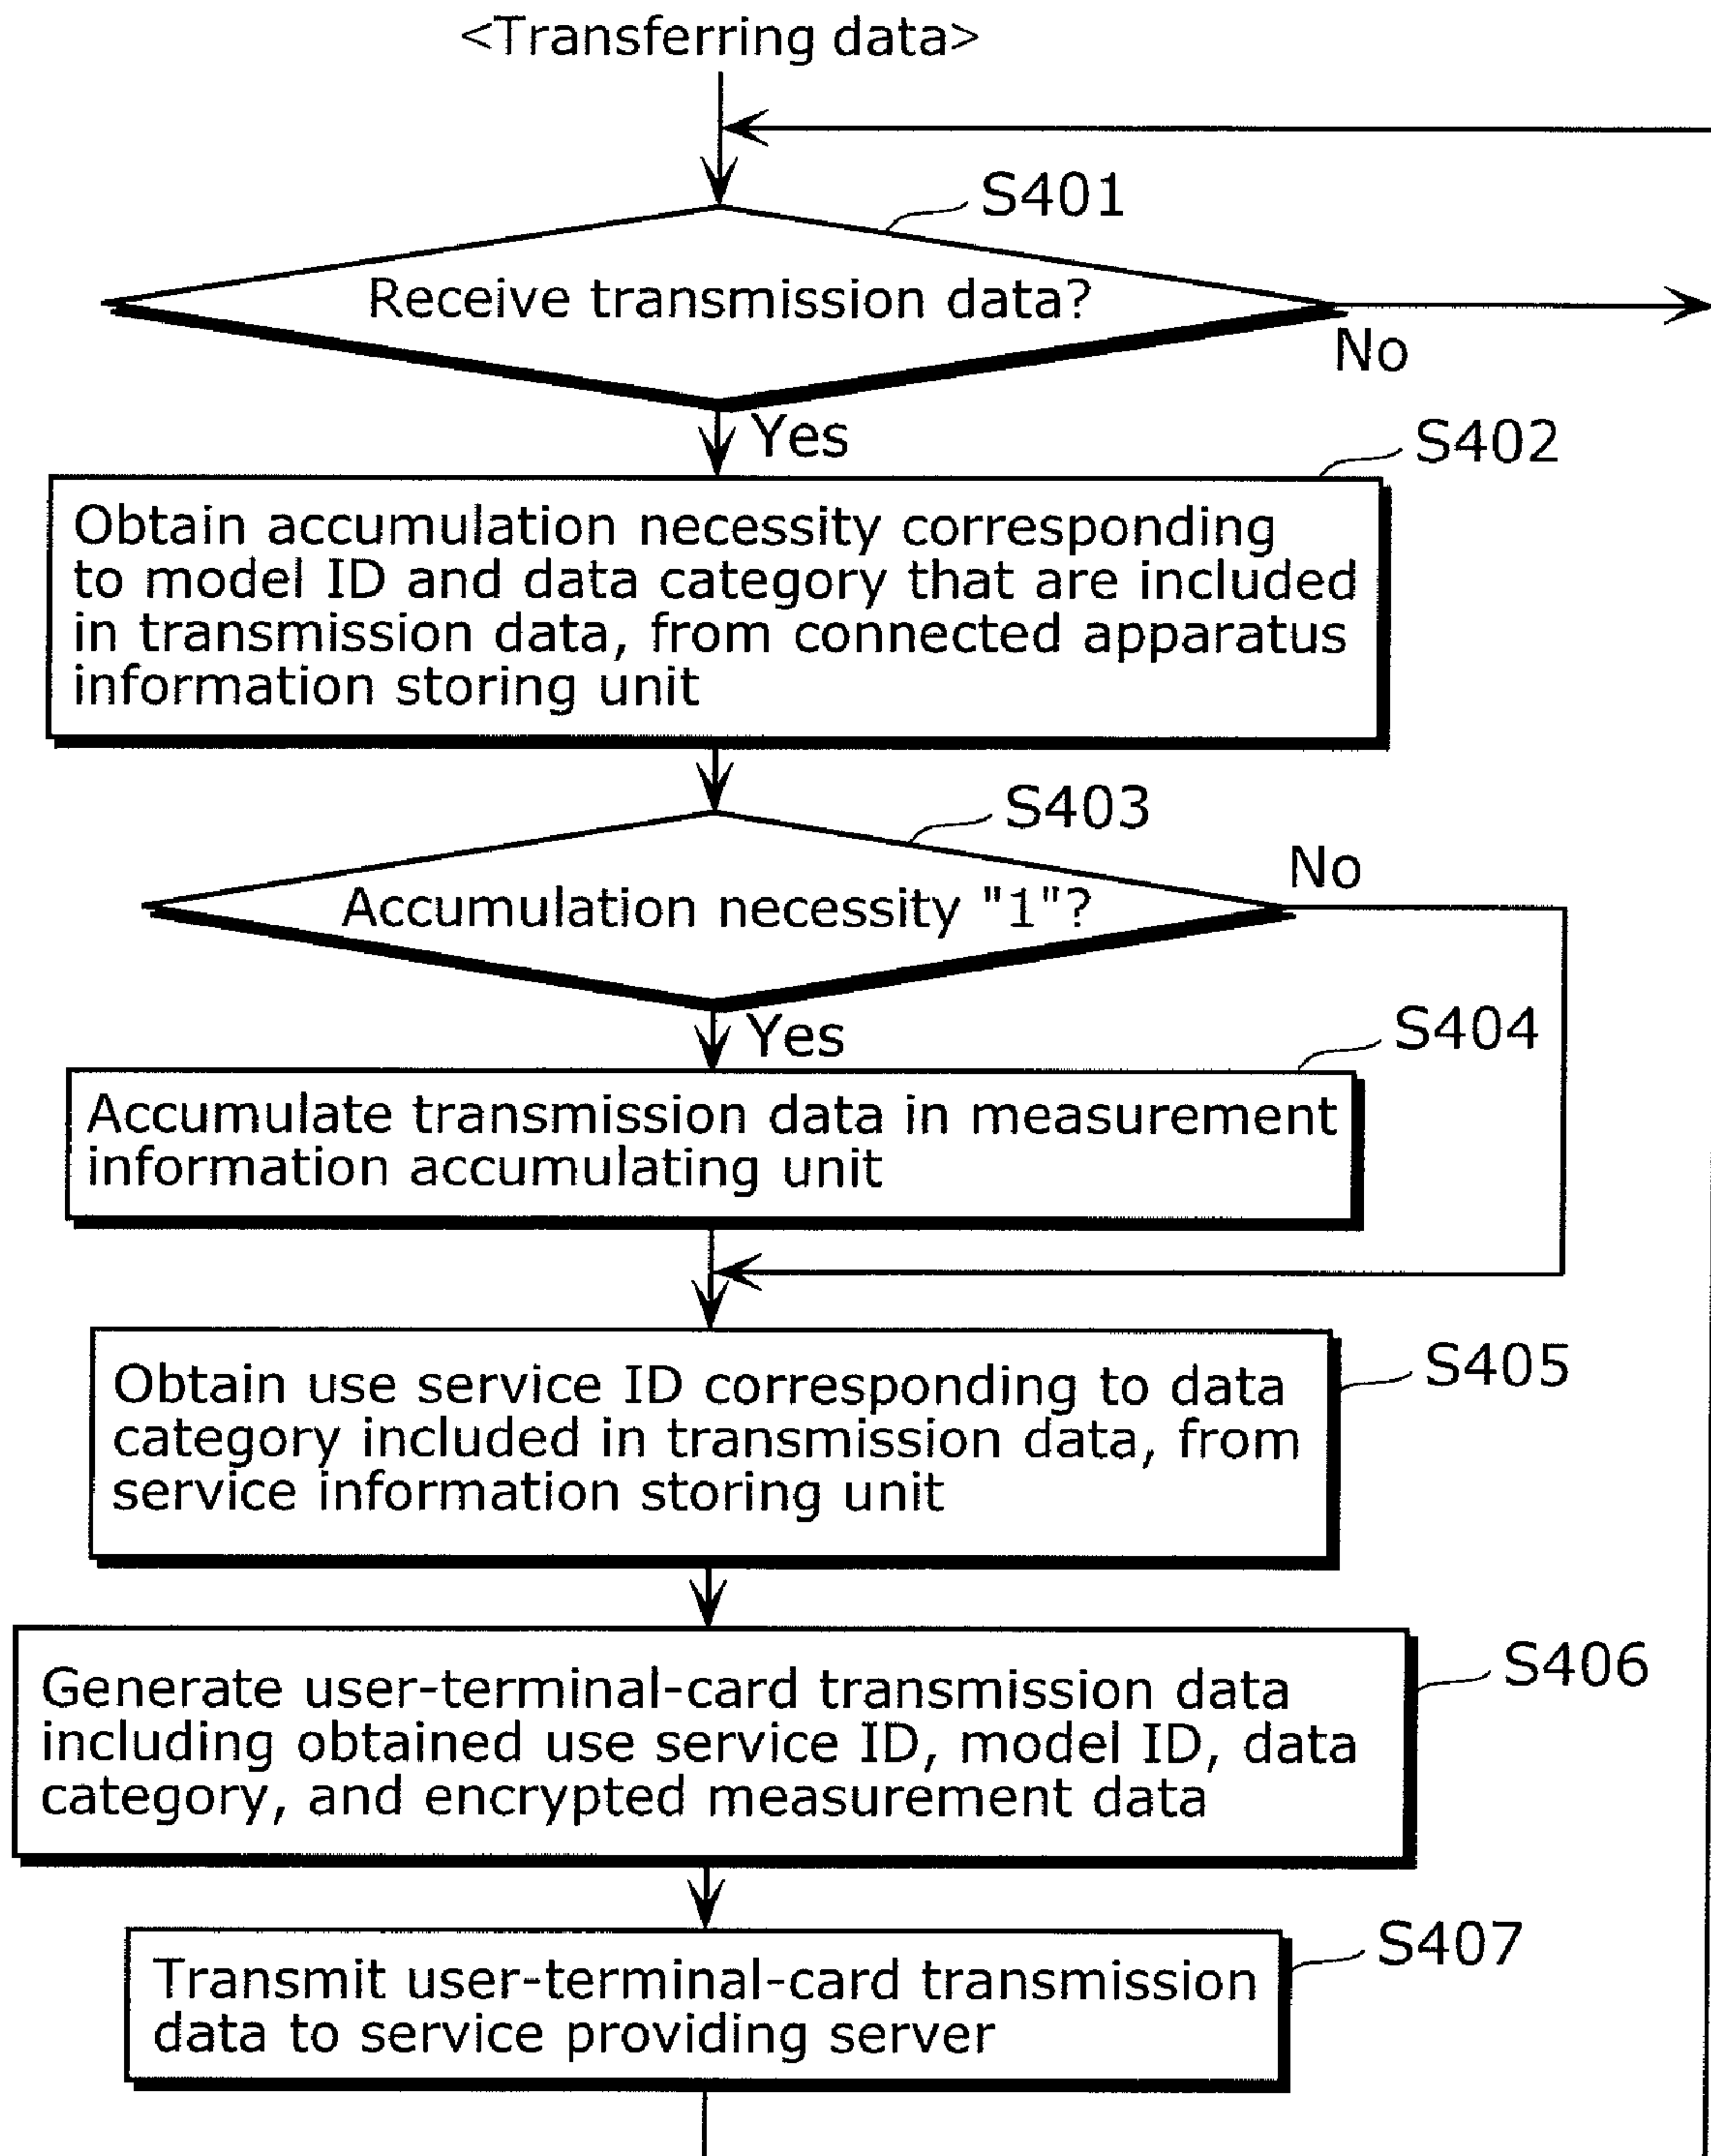 <Transferring data>
S401
Receive transmission data?
No
Yes
S402
Obtain accumulation necessity corresponding
to model ID and data category that are included
in transmission data, from connected apparatus
information storing unit
S403
No
Accumulation necessity "1"?
Yes
S404
Accumulate transmission data in measurement
information accumulating unit
S405
Obtain use service ID corresponding to data
category included in transmission data, from
service information storing unit
S406
Generate user-terminal-card transmission data
including obtained use service ID, model ID, data
category, and encrypted measurement data
S407
Transmit user-terminal-card transmission
data to service providing server